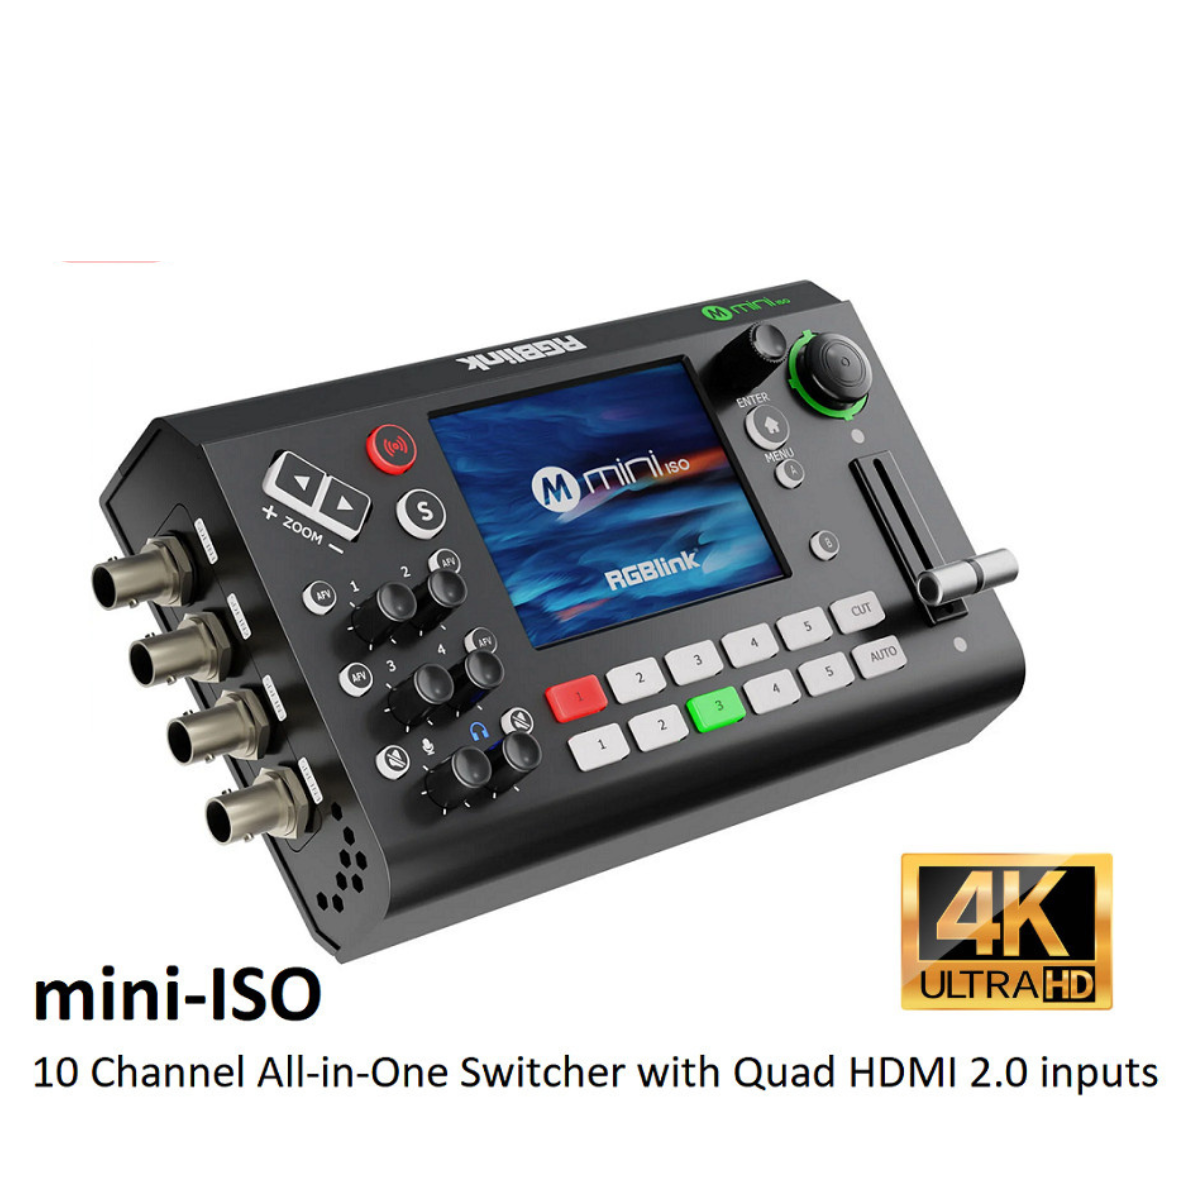 mini ISO
RGBlink
ENTER
MENU
A
B
S
+ ZOOM −
M mini ISO
RGBlink
AFV 1 2 AFV
AFV 3 4 AFV
1 2 3 4 5 CUT
1 2 3 4 5 AUTO
4K
ULTRA HD
mini-ISO
10 Channel All-in-One Switcher with Quad HDMI 2.0 inputs